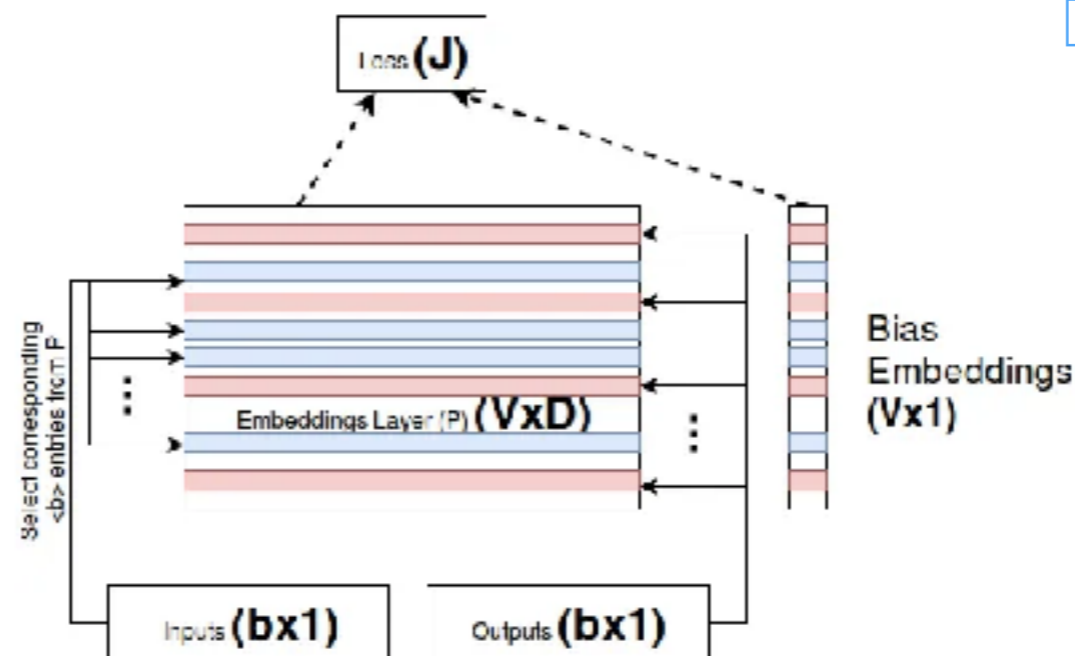 Loss (J)
Select corresponding
<b> entries from P
Embeddings Layer (P) (VxD)
Bias
Embeddings
(Vx1)
Inputs (bx1)
Outputs (bx1)